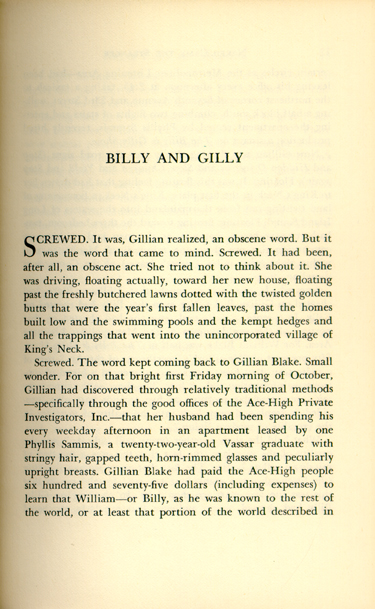 BILLY AND GILLY
SCREWED. It was, Gillian realized, an obscene word. But it
was the word that came to mind. Screwed. It had been,
after all, an obscene act. She tried not to think about it. She
was driving, floating actually, toward her new house, floating
past the freshly butchered lawns dotted with the twisted golden
butts that were the year's first fallen leaves, past the homes
built low and the swimming pools and the kempt hedges and
all the trappings that went into the unincorporated village of
King's Neck.
Screwed. The word kept coming back to Gillian Blake. Small
wonder. For on that bright first Friday morning of October,
Gillian had discovered through relatively traditional methods
—specifically through the good offices of the Ace-High Private
Investigators, Inc.—that her husband had been spending his
every weekday afternoon in an apartment leased by one
Phyllis Sammis, a twenty-two-year-old Vassar graduate with
stringy hair, gapped teeth, horn-rimmed glasses and peculiarly
upright breasts. Gillian Blake had paid the Ace-High people
six hundred and seventy-five dollars (including expenses) to
learn that William—or Billy, as he was known to the rest of
the world, or at least that portion of the world described in